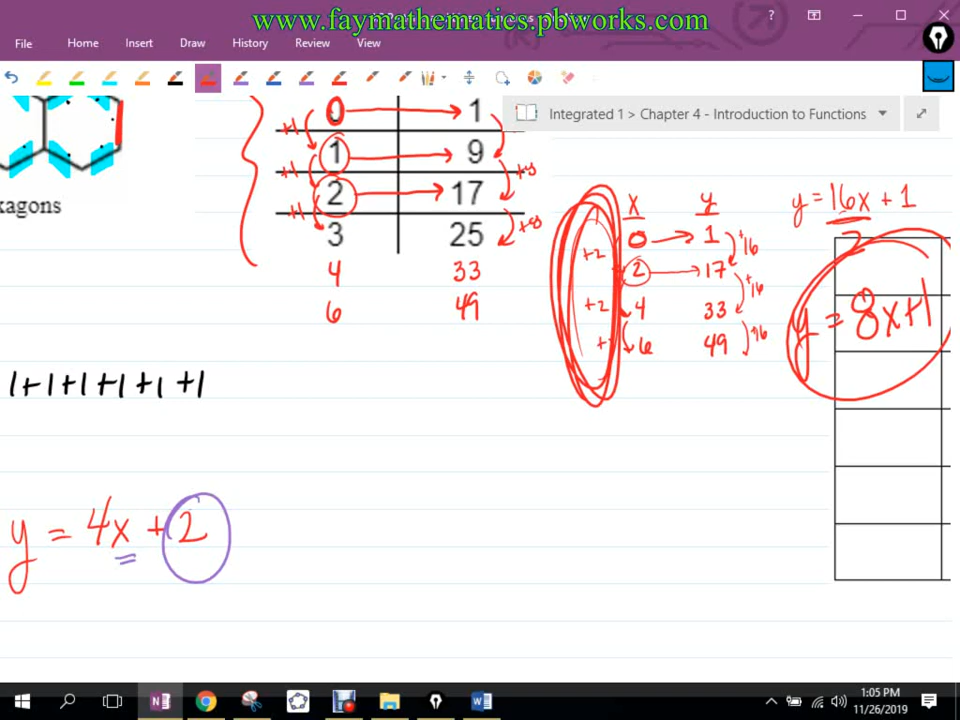 www.faymathematics.pbworks.com
File Home Insert Draw History Review View
Integrated 1 > Chapter 4 - Introduction to Functions
0 1
+1
1 9
+1 +8
2 17
+1 +8
3 25
4 33
6 49
kagons
x y
0 1
+2 +16
2 17
+2 +16
4 33
+2 +16
6 49
y = 16x + 1
2
y = 8x+1
1+1+1+1+1+1
y = 4x + 2
1:05 PM
11/26/2019